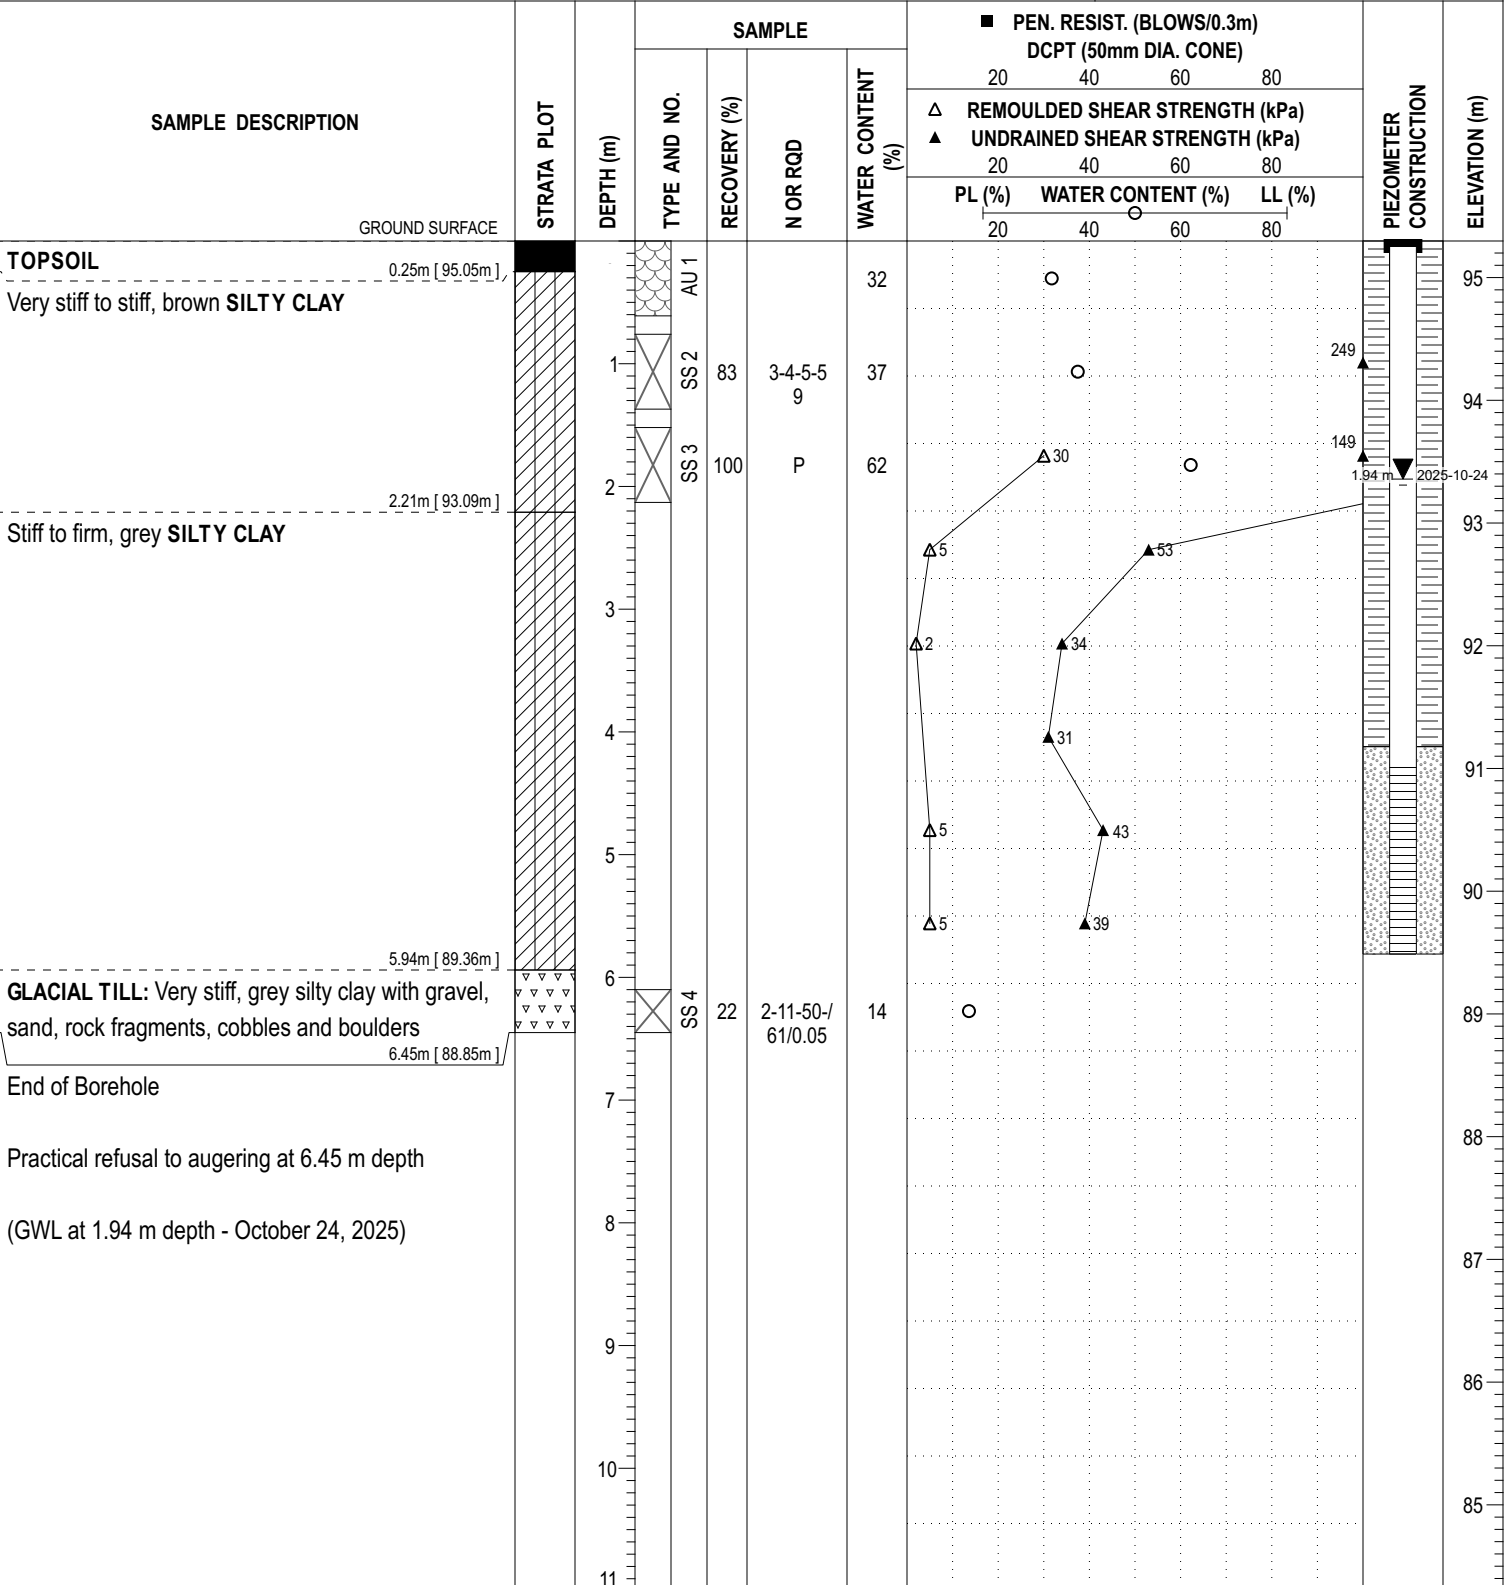 SAMPLE DESCRIPTION
GROUND SURFACE
STRATA PLOT
DEPTH (m)
SAMPLE
TYPE AND NO.
RECOVERY (%)
N OR RQD
WATER CONTENT
(%)
■ PEN. RESIST. (BLOWS/0.3m)
DCPT (50mm DIA. CONE)
20 40 60 80
△ REMOULDED SHEAR STRENGTH (kPa)
▲ UNDRAINED SHEAR STRENGTH (kPa)
20 40 60 80
PL (%) WATER CONTENT (%) LL (%)
20 40 60 80
PIEZOMETER
CONSTRUCTION
ELEVATION (m)
TOPSOIL
0.25m [ 95.05m ]
Very stiff to stiff, brown SILTY CLAY
2.21m [ 93.09m ]
Stiff to firm, grey SILTY CLAY
5.94m [ 89.36m ]
GLACIAL TILL: Very stiff, grey silty clay with gravel,
sand, rock fragments, cobbles and boulders
6.45m [ 88.85m ]
End of Borehole
Practical refusal to augering at 6.45 m depth
(GWL at 1.94 m depth - October 24, 2025)
1
2
3
4
5
6
7
8
9
10
11
AU 1
32
SS 2 83 3-4-5-5 37
9
SS 3 100 P 62
SS 4 22 2-11-50-/ 14
61/0.05
249
149
30
1.94 m 2025-10-24
5
53
2
34
31
5
43
5
39
95
94
93
92
91
90
89
88
87
86
85